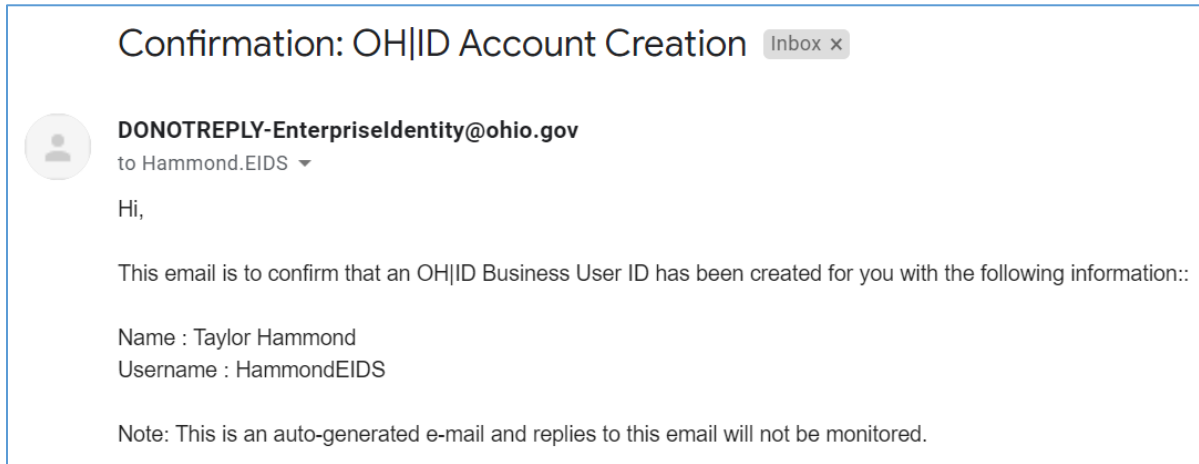 Confirmation: OH|ID Account Creation Inbox x
DONOTREPLY-EnterpriseIdentity@ohio.gov
to Hammond.EIDS
Hi,
This email is to confirm that an OH|ID Business User ID has been created for you with the following information::
Name : Taylor Hammond
Username : HammondEIDS
Note: This is an auto-generated e-mail and replies to this email will not be monitored.